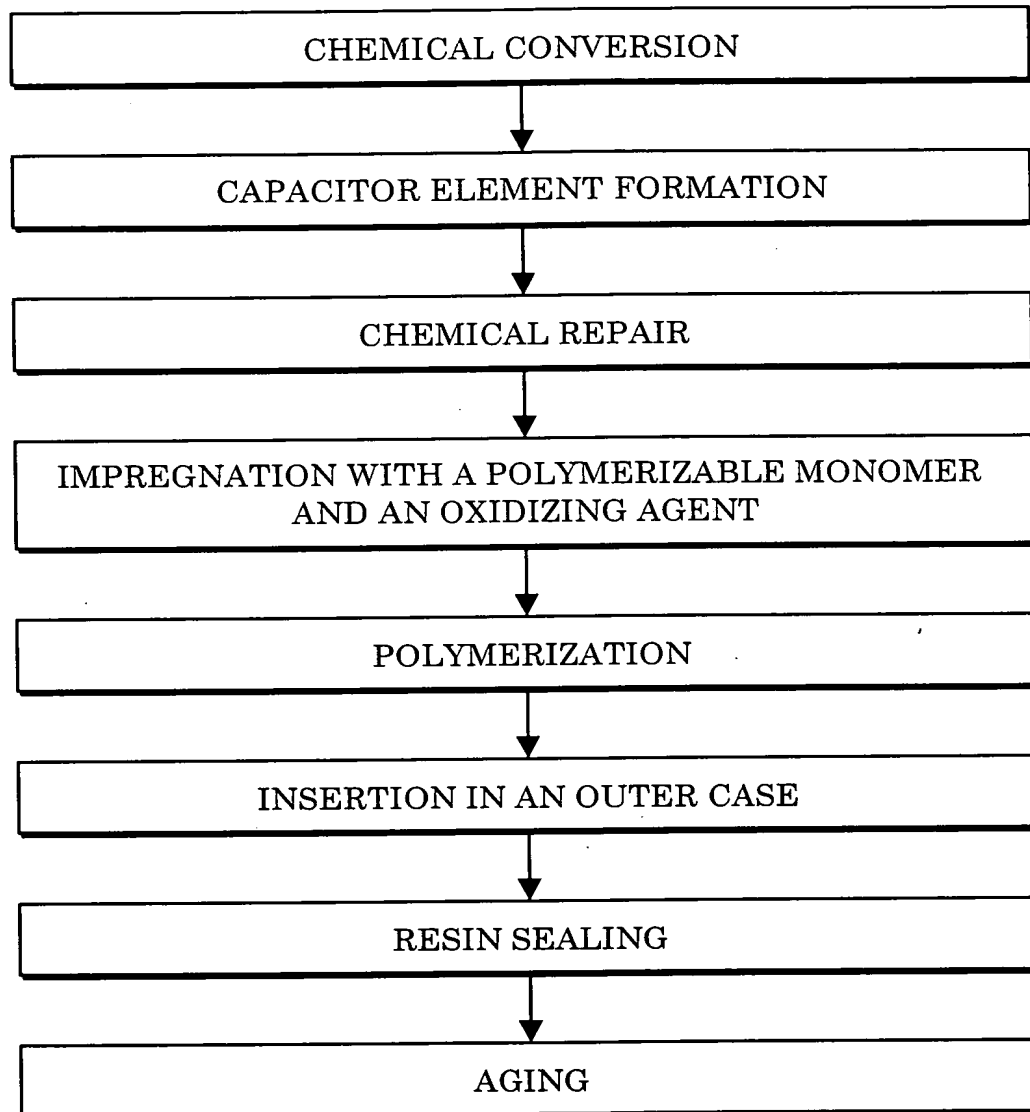 CHEMICAL CONVERSION
CAPACITOR ELEMENT FORMATION
CHEMICAL REPAIR
IMPREGNATION WITH A POLYMERIZABLE MONOMER
AND AN OXIDIZING AGENT
POLYMERIZATION
INSERTION IN AN OUTER CASE
RESIN SEALING
AGING